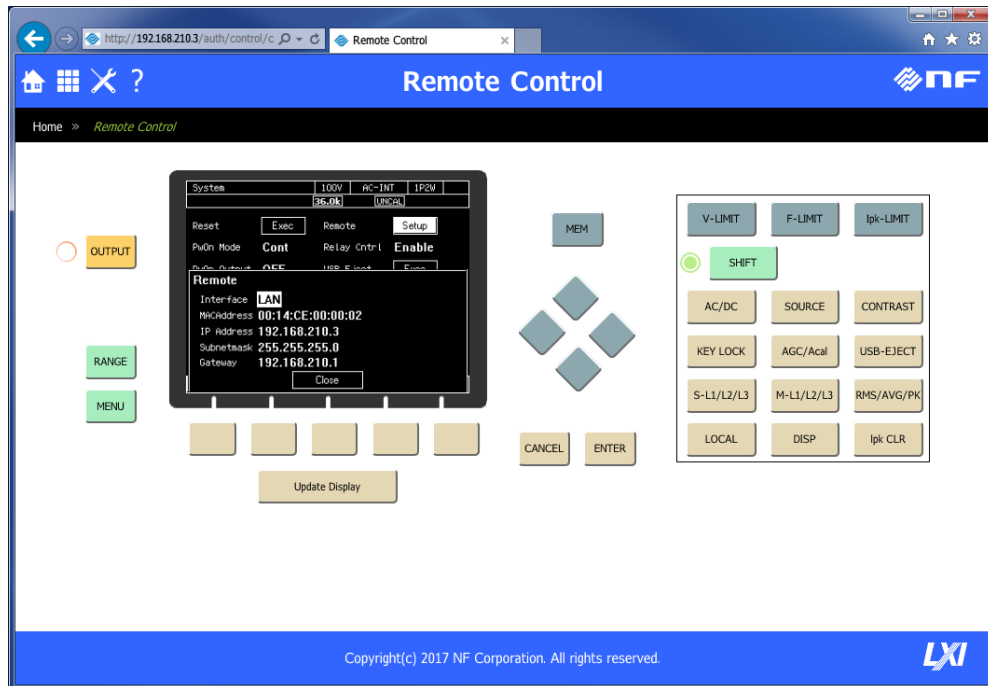 http://192.168.210.3/auth/control/c
Remote Control
?
Remote Control
nf
Home » Remote Control
System 100V AC-INT 1P2W
36.0k UNCAL
Reset Exec Remote Setup
PwOn Mode Cont Relay Cntrl Enable
OFF
Remote
Interface LAN
MACAddress 00:14:CE:00:00:02
IP Address 192.168.210.3
Subnetmask 255.255.255.0
Gateway 192.168.210.1
Close
OUTPUT
RANGE
MENU
Update Display
MEM
CANCEL ENTER
V-LIMIT F-LIMIT Ipk-LIMIT
SHIFT
AC/DC SOURCE CONTRAST
KEY LOCK AGC/Acal USB-EJECT
S-L1/L2/L3 M-L1/L2/L3 RMS/AVG/PK
LOCAL DISP Ipk CLR
Copyright(c) 2017 NF Corporation. All rights reserved.
LXI